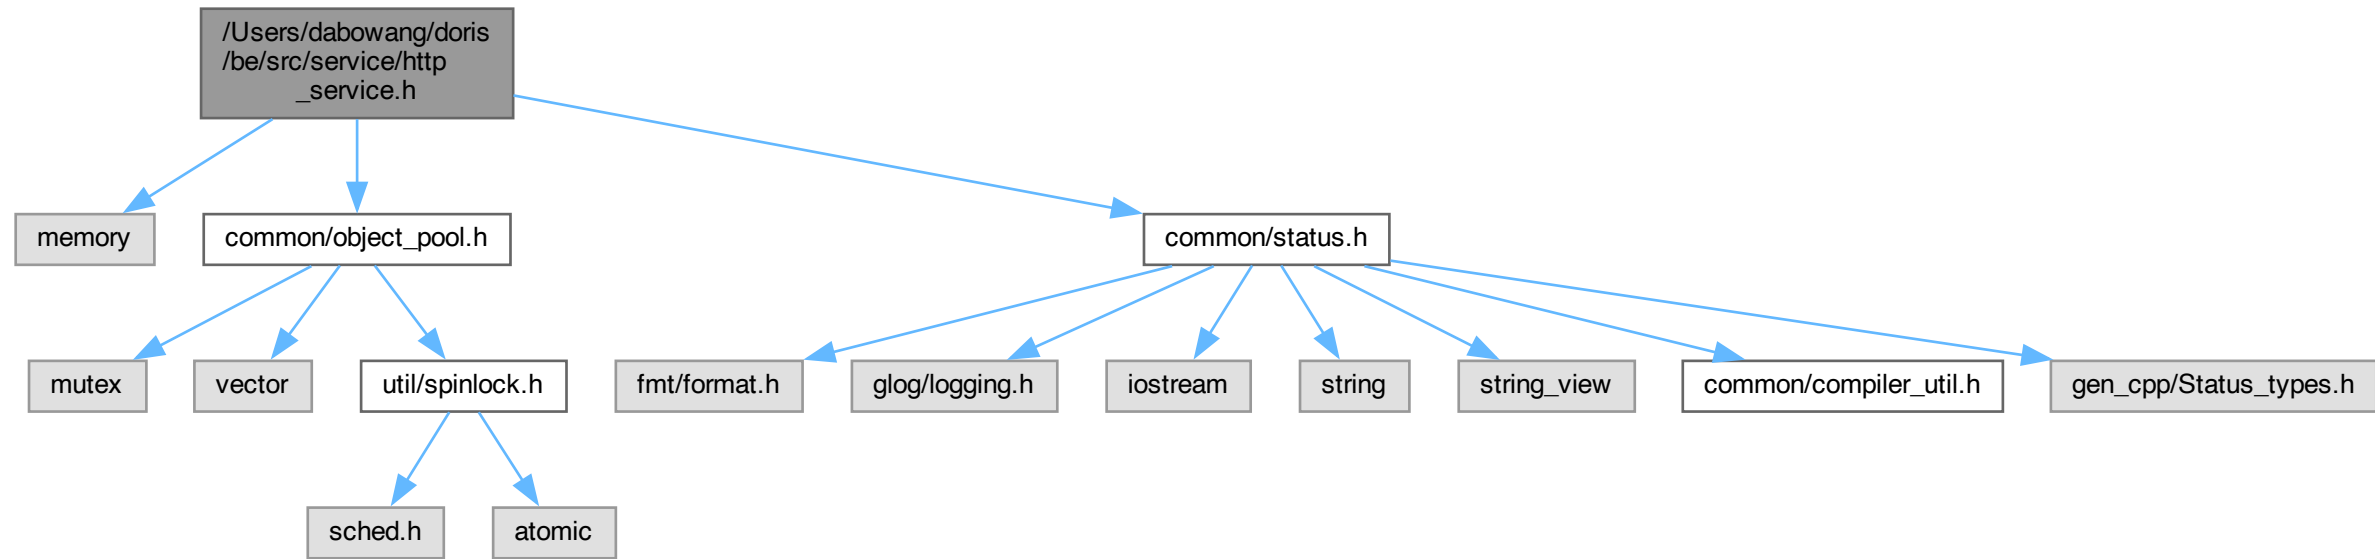 /Users/dabowang/doris
/be/src/service/http
_service.h
memory
common/object_pool.h
common/status.h
mutex
vector
util/spinlock.h
fmt/format.h
glog/logging.h
iostream
string
string_view
common/compiler_util.h
gen_cpp/Status_types.h
sched.h
atomic